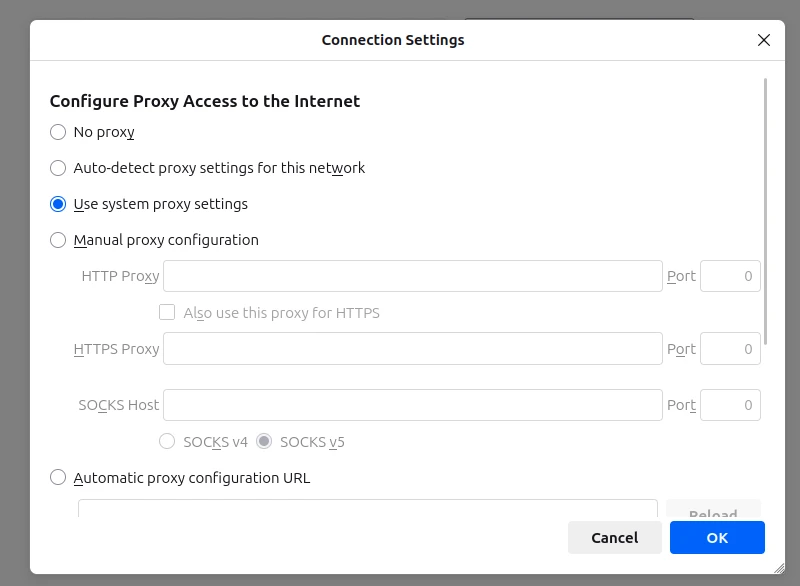 Connection Settings
Configure Proxy Access to the Internet
No proxy
Auto-detect proxy settings for this network
Use system proxy settings
Manual proxy configuration
HTTP Proxy Port 0
Also use this proxy for HTTPS
HTTPS Proxy Port 0
SOCKS Host Port 0
SOCKS v4 SOCKS v5
Automatic proxy configuration URL
Reload
Cancel OK